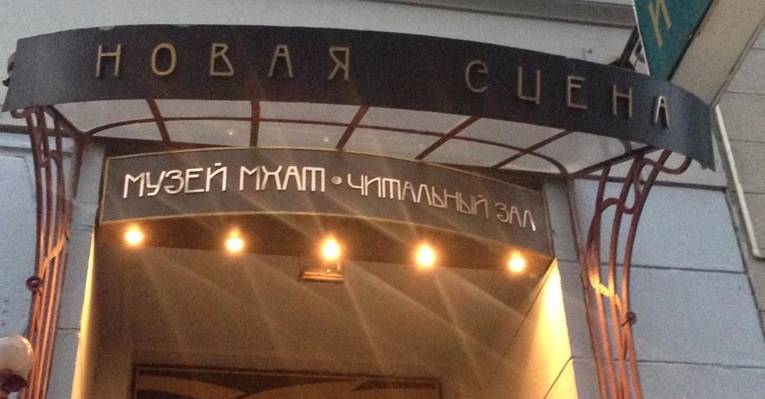 НОВАЯ СЦЕНА
МУЗЕЙ МХАТ • ЧИТАЛЬНЫЙ ЗАЛ